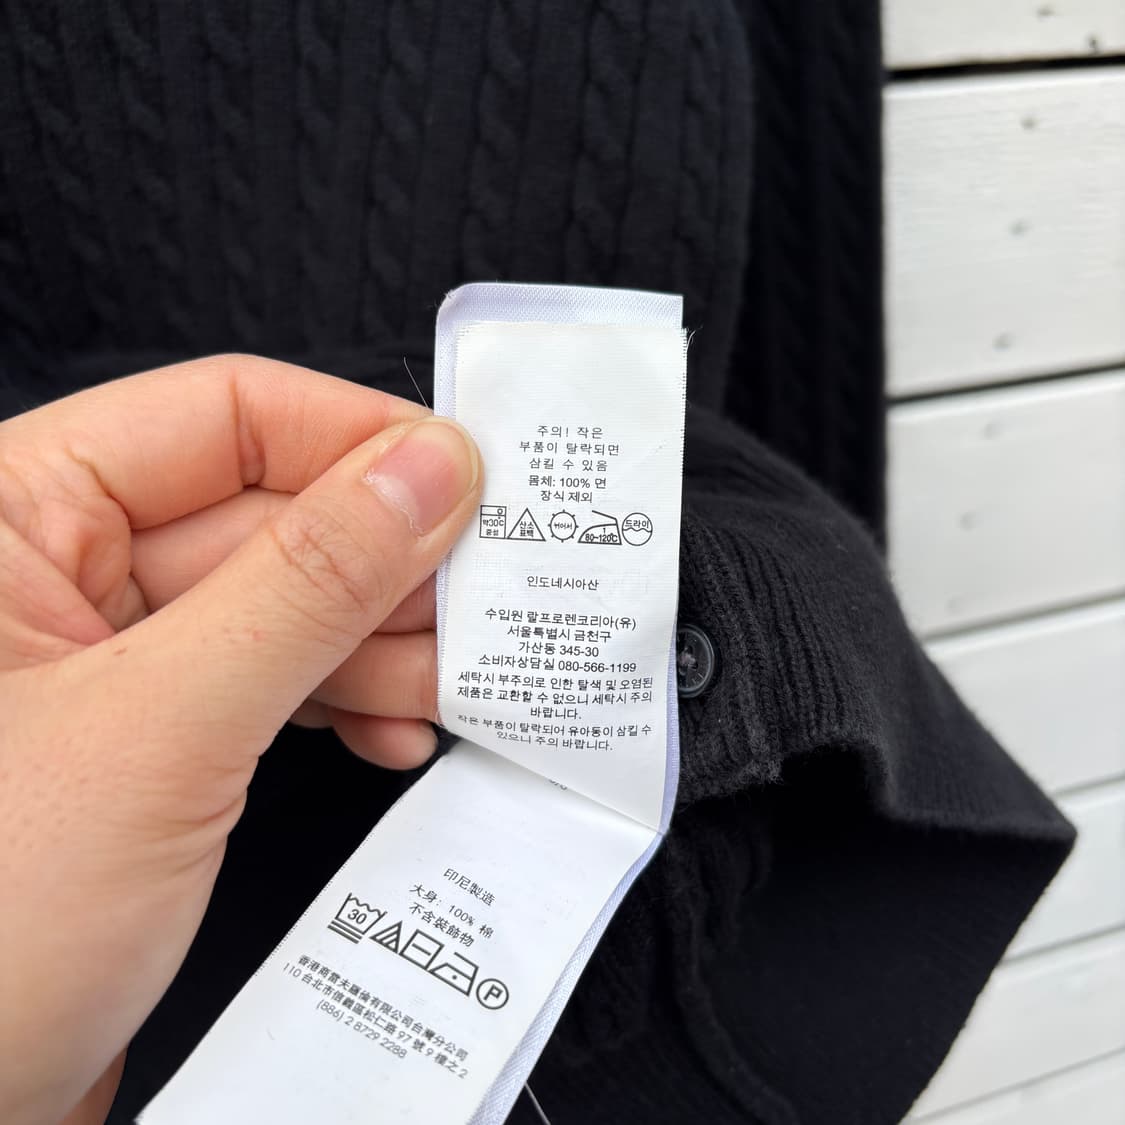 주의! 작은
부품이 탈락되면
삼킬 수 있음
몸체: 100% 면
장식 제외
약30℃
중성
산소
표백
뉘어서
1
80~120℃
드라이
인도네시아산
수입원 랄프로렌코리아(유)
서울특별시 금천구
가산동 345-30
소비자상담실 080-566-1199
세탁시 부주의로 인한 탈색 및 오염된
제품은 교환할 수 없으니 세탁시 주의
바랍니다.
작은 부품이 탈락되어 유아동이 삼킬 수
있으니 주의 바랍니다.
印尼製造
大身: 100% 棉
不含裝飾物
30
P
香港商雷夫羅倫有限公司台灣分公司
110 台北市信義區松仁路 97 號 9 樓之 2
(886) 2 8729 2288